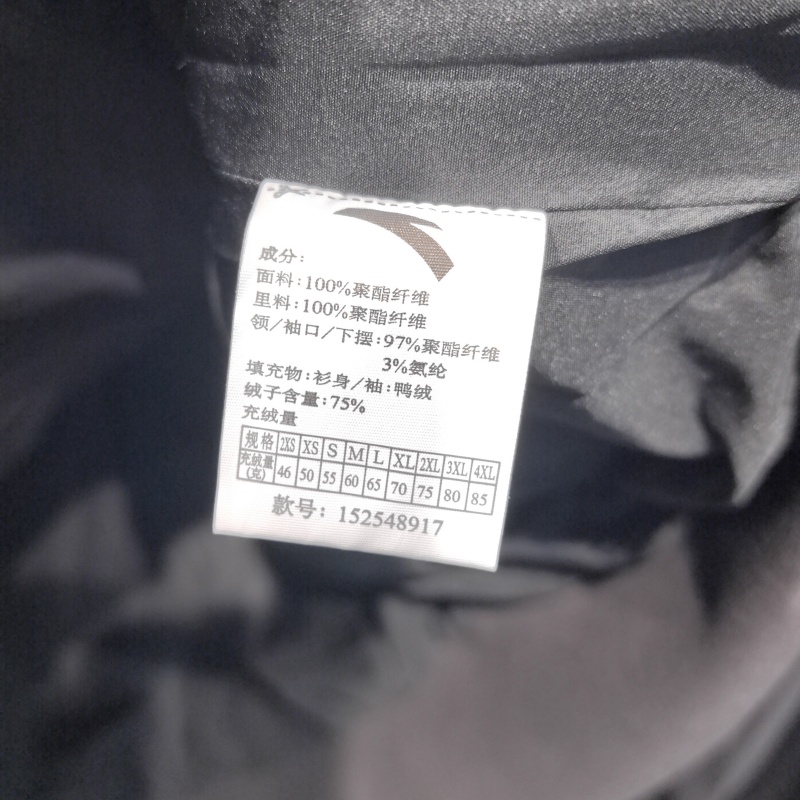 成分:
面料:100%聚酯纤维
里料:100%聚酯纤维
领/袖口/下摆:97%聚酯纤维
3%氨纶
填充物:衫身/袖:鸭绒
绒子含量:75%
充绒量
规格 2XS XS S M L XL 2XL 3XL 4XL
充绒量(克) 46 50 55 60 65 70 75 80 85
款号: 152548917